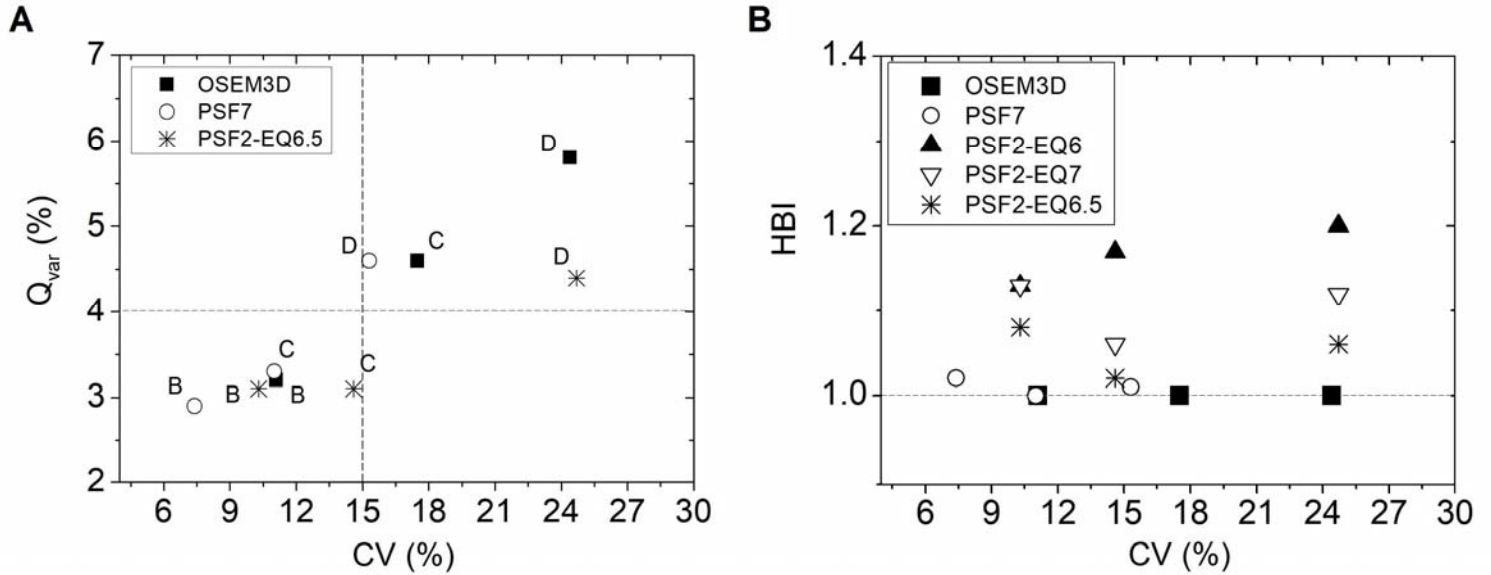 A
7
6
5
4
3
2
Q var (%)
OSEM3D
PSF7
PSF2-EQ6.5
D
D
C
D
C
C
B
B
B
6 9 12 15 18 21 24 27 30
CV (%)
B
1.4
1.2
1.0
HBI
OSEM3D
PSF7
PSF2-EQ6
PSF2-EQ7
PSF2-EQ6.5
6 9 12 15 18 21 24 27 30
CV (%)